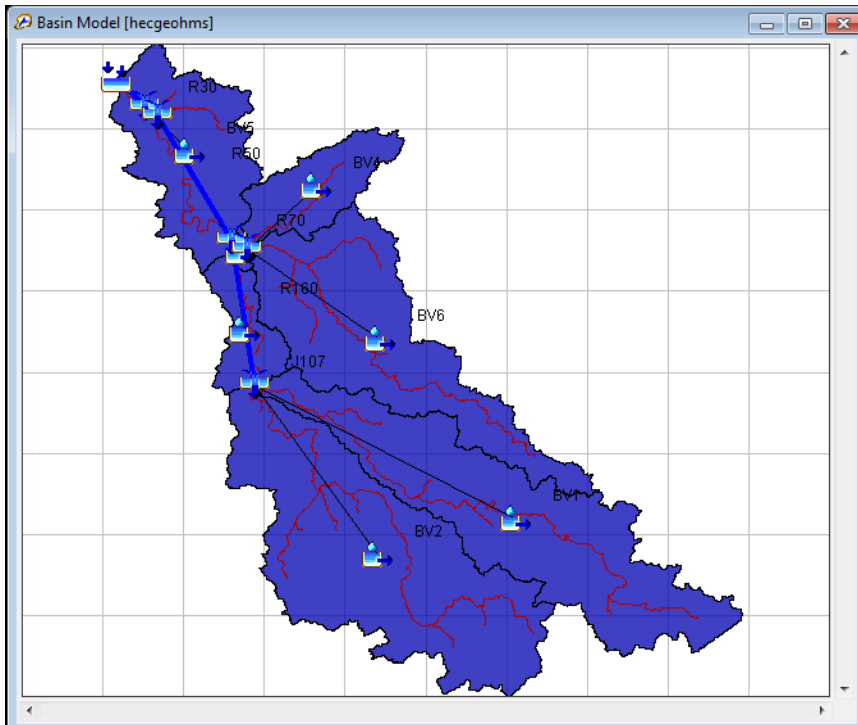 Basin Model [hecgeohms]
R30
BV5
R50
BV4
R70
R160
BV6
J107
BV1
BV2